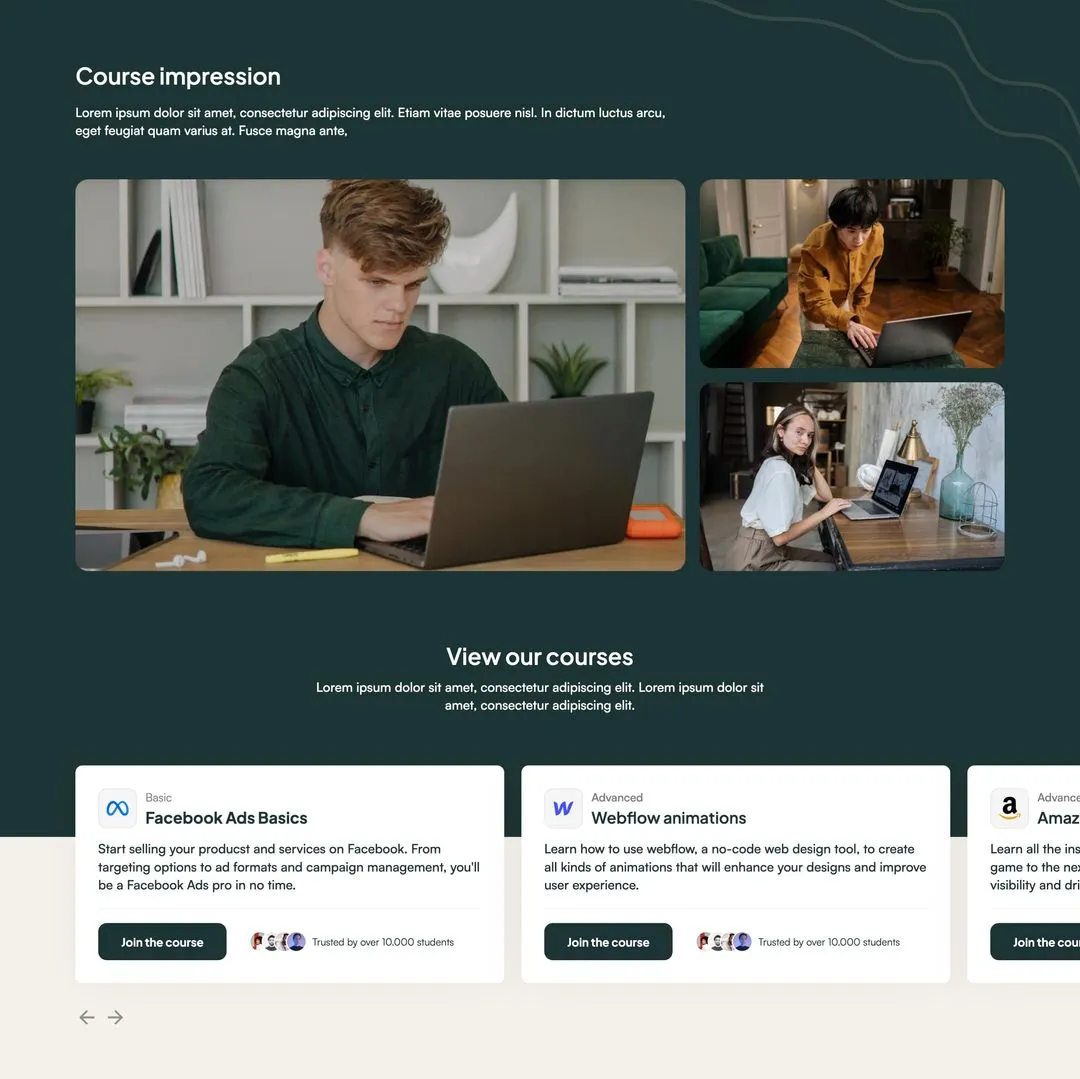 Course impression
Lorem ipsum dolor sit amet, consectetur adipiscing elit. Etiam vitae posuere nisl. In dictum luctus arcu,
eget feugiat quam varius at. Fusce magna ante,
View our courses
Lorem ipsum dolor sit amet, consectetur adipiscing elit. Lorem ipsum dolor sit
amet, consectetur adipiscing elit.
Basic
Facebook Ads Basics
Start selling your producst and services on Facebook. From
targeting options to ad formats and campaign management, you'll
be a Facebook Ads pro in no time.
Join the course
Trusted by over 10.000 students
Advanced
Webflow animations
Learn how to use webflow, a no-code web design tool, to create
all kinds of animations that will enhance your designs and improve
user experience.
Join the course
Trusted by over 10.000 students
Advance
Amaz
Learn all the ins
game to the ne
visibility and dri
Join the cou